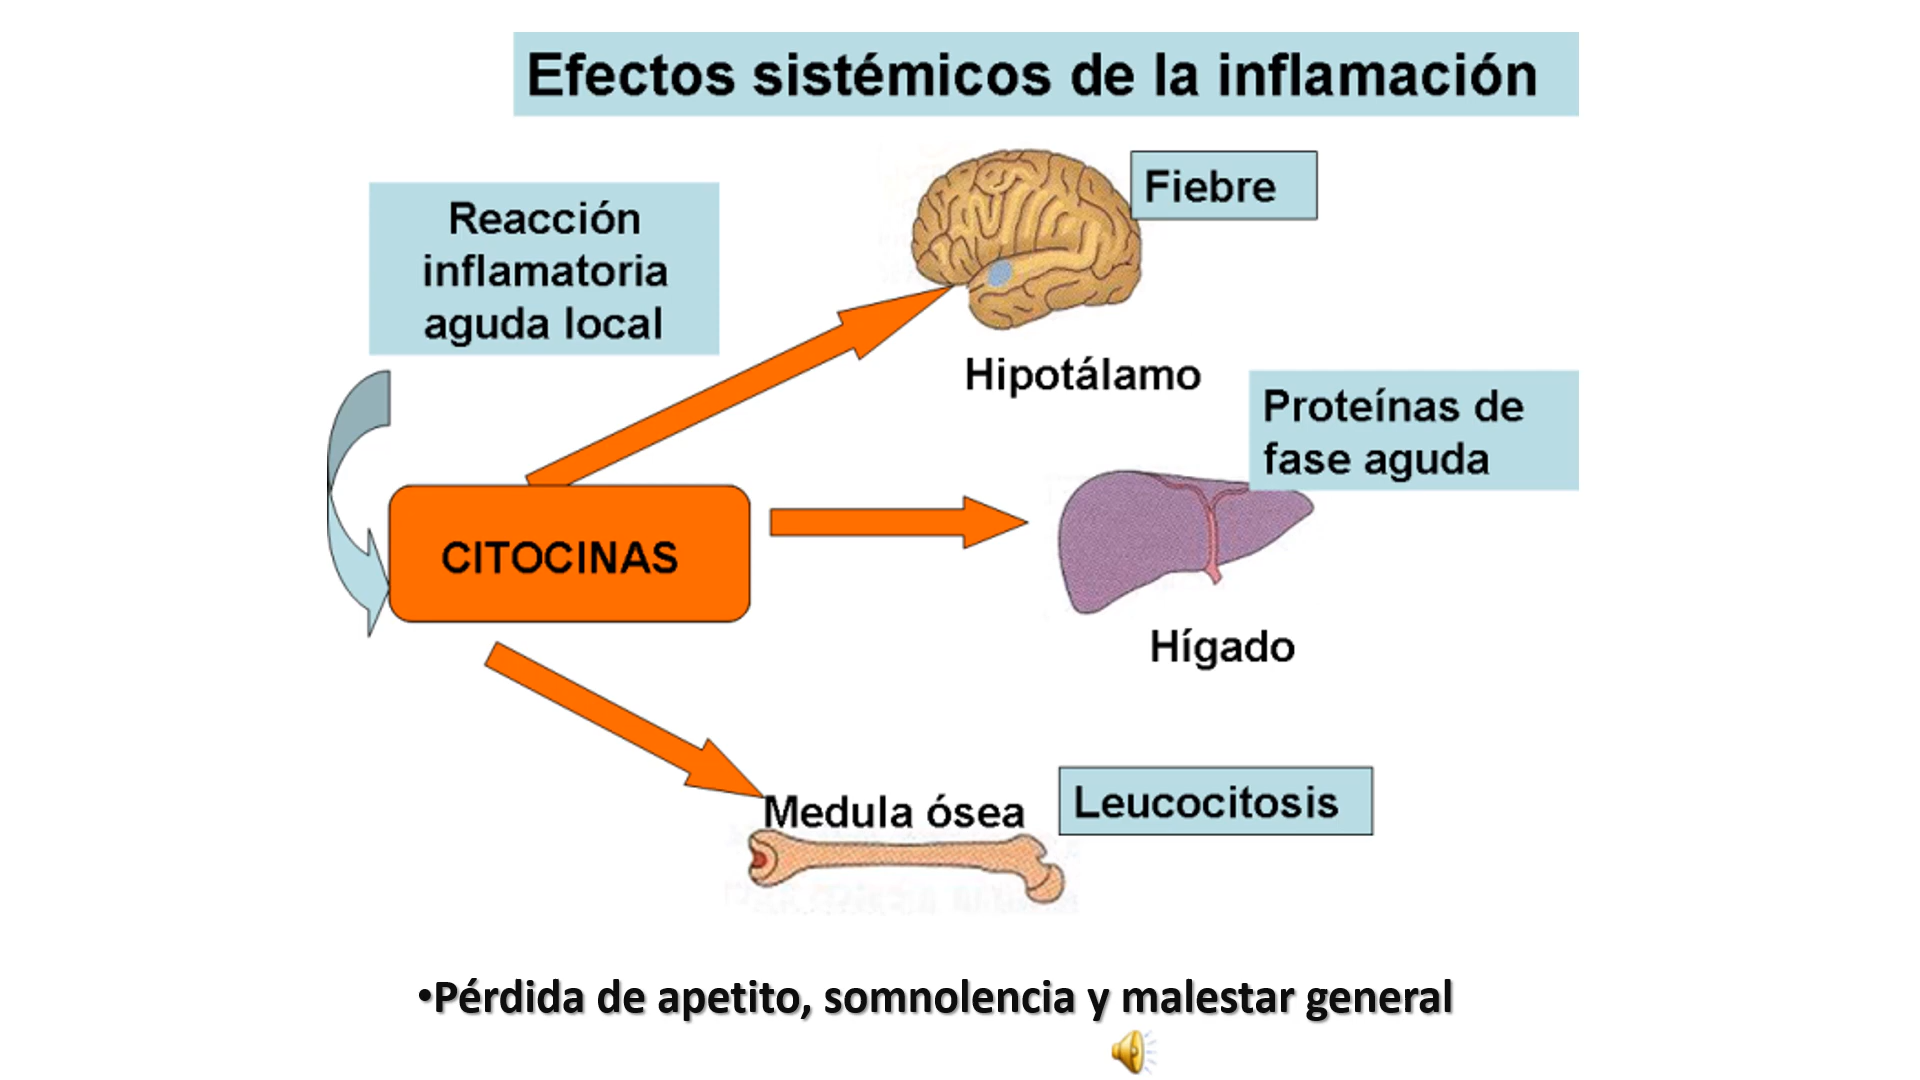 Efectos sistémicos de la inflamación
Reacción
inflamatoria
aguda local
Fiebre
Hipotálamo
Proteínas de
fase aguda
CITOCINAS
Hígado
Medula ósea
Leucocitosis
•Pérdida de apetito, somnolencia y malestar general